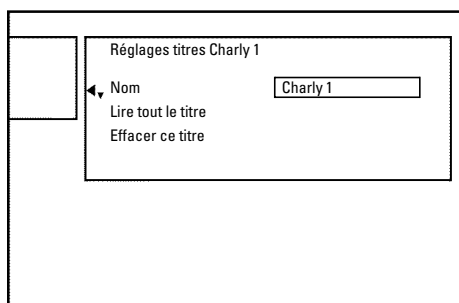 Réglages titres Charly 1
Nom Charly 1
Lire tout le titre
Effacer ce titre